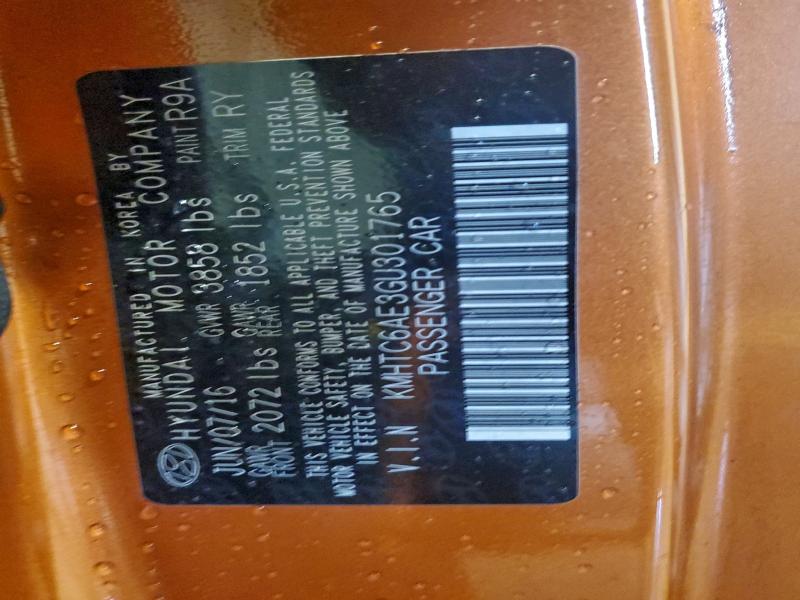 MANUFACTURED IN KOREA BY
HYUNDAI MOTOR COMPANY
JUN/07/16 GVWR 3858 lbs PAINT R9A
GAWR FRONT 2072 lbs GAWR REAR 1852 lbs TRIM RY
THIS VEHICLE CONFORMS TO ALL APPLICABLE U.S.A. FEDERAL
MOTOR VEHICLE SAFETY, BUMPER AND THEFT PREVENTION STANDARDS
IN EFFECT ON THE DATE OF MANUFACTURE SHOWN ABOVE
V.I.N KMHTC6AE3GU301765
PASSENGER CAR